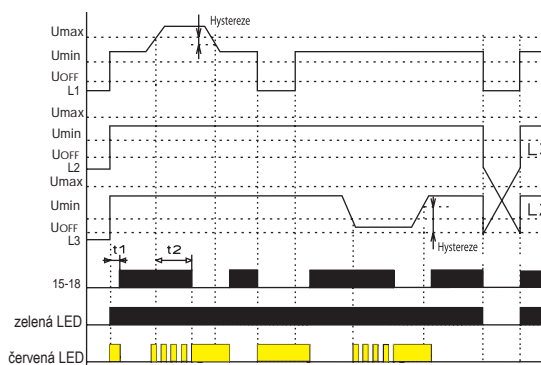 Hystereze
Umax
Umin
UOFF
L1
Umax
Umin
UOFF
L2
Umax
Umin
UOFF
L3
Hystereze
t1
t2
15-18
zelená LED
červená LED